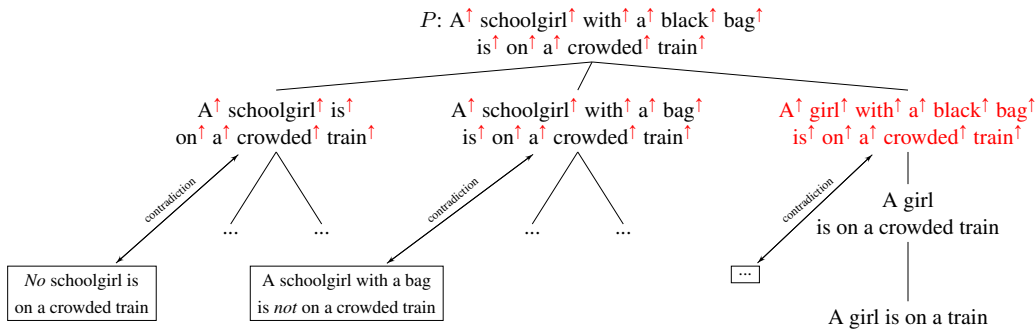 P: A↑ schoolgirl↑ with↑ a↑ black↑ bag↑
is↑ on↑ a↑ crowded↑ train↑
A↑ schoolgirl↑ is↑
on↑ a↑ crowded↑ train↑
A↑ schoolgirl↑ with↑ a↑ bag↑
is↑ on↑ a↑ crowded↑ train↑
A↑ girl↑ with↑ a↑ black↑ bag↑
is↑ on↑ a↑ crowded↑ train↑
contradiction
contradiction
contradiction
A girl
is on a crowded train
... ...
... ...
No schoolgirl is
on a crowded train
A schoolgirl with a bag
is not on a crowded train
...
A girl is on a train